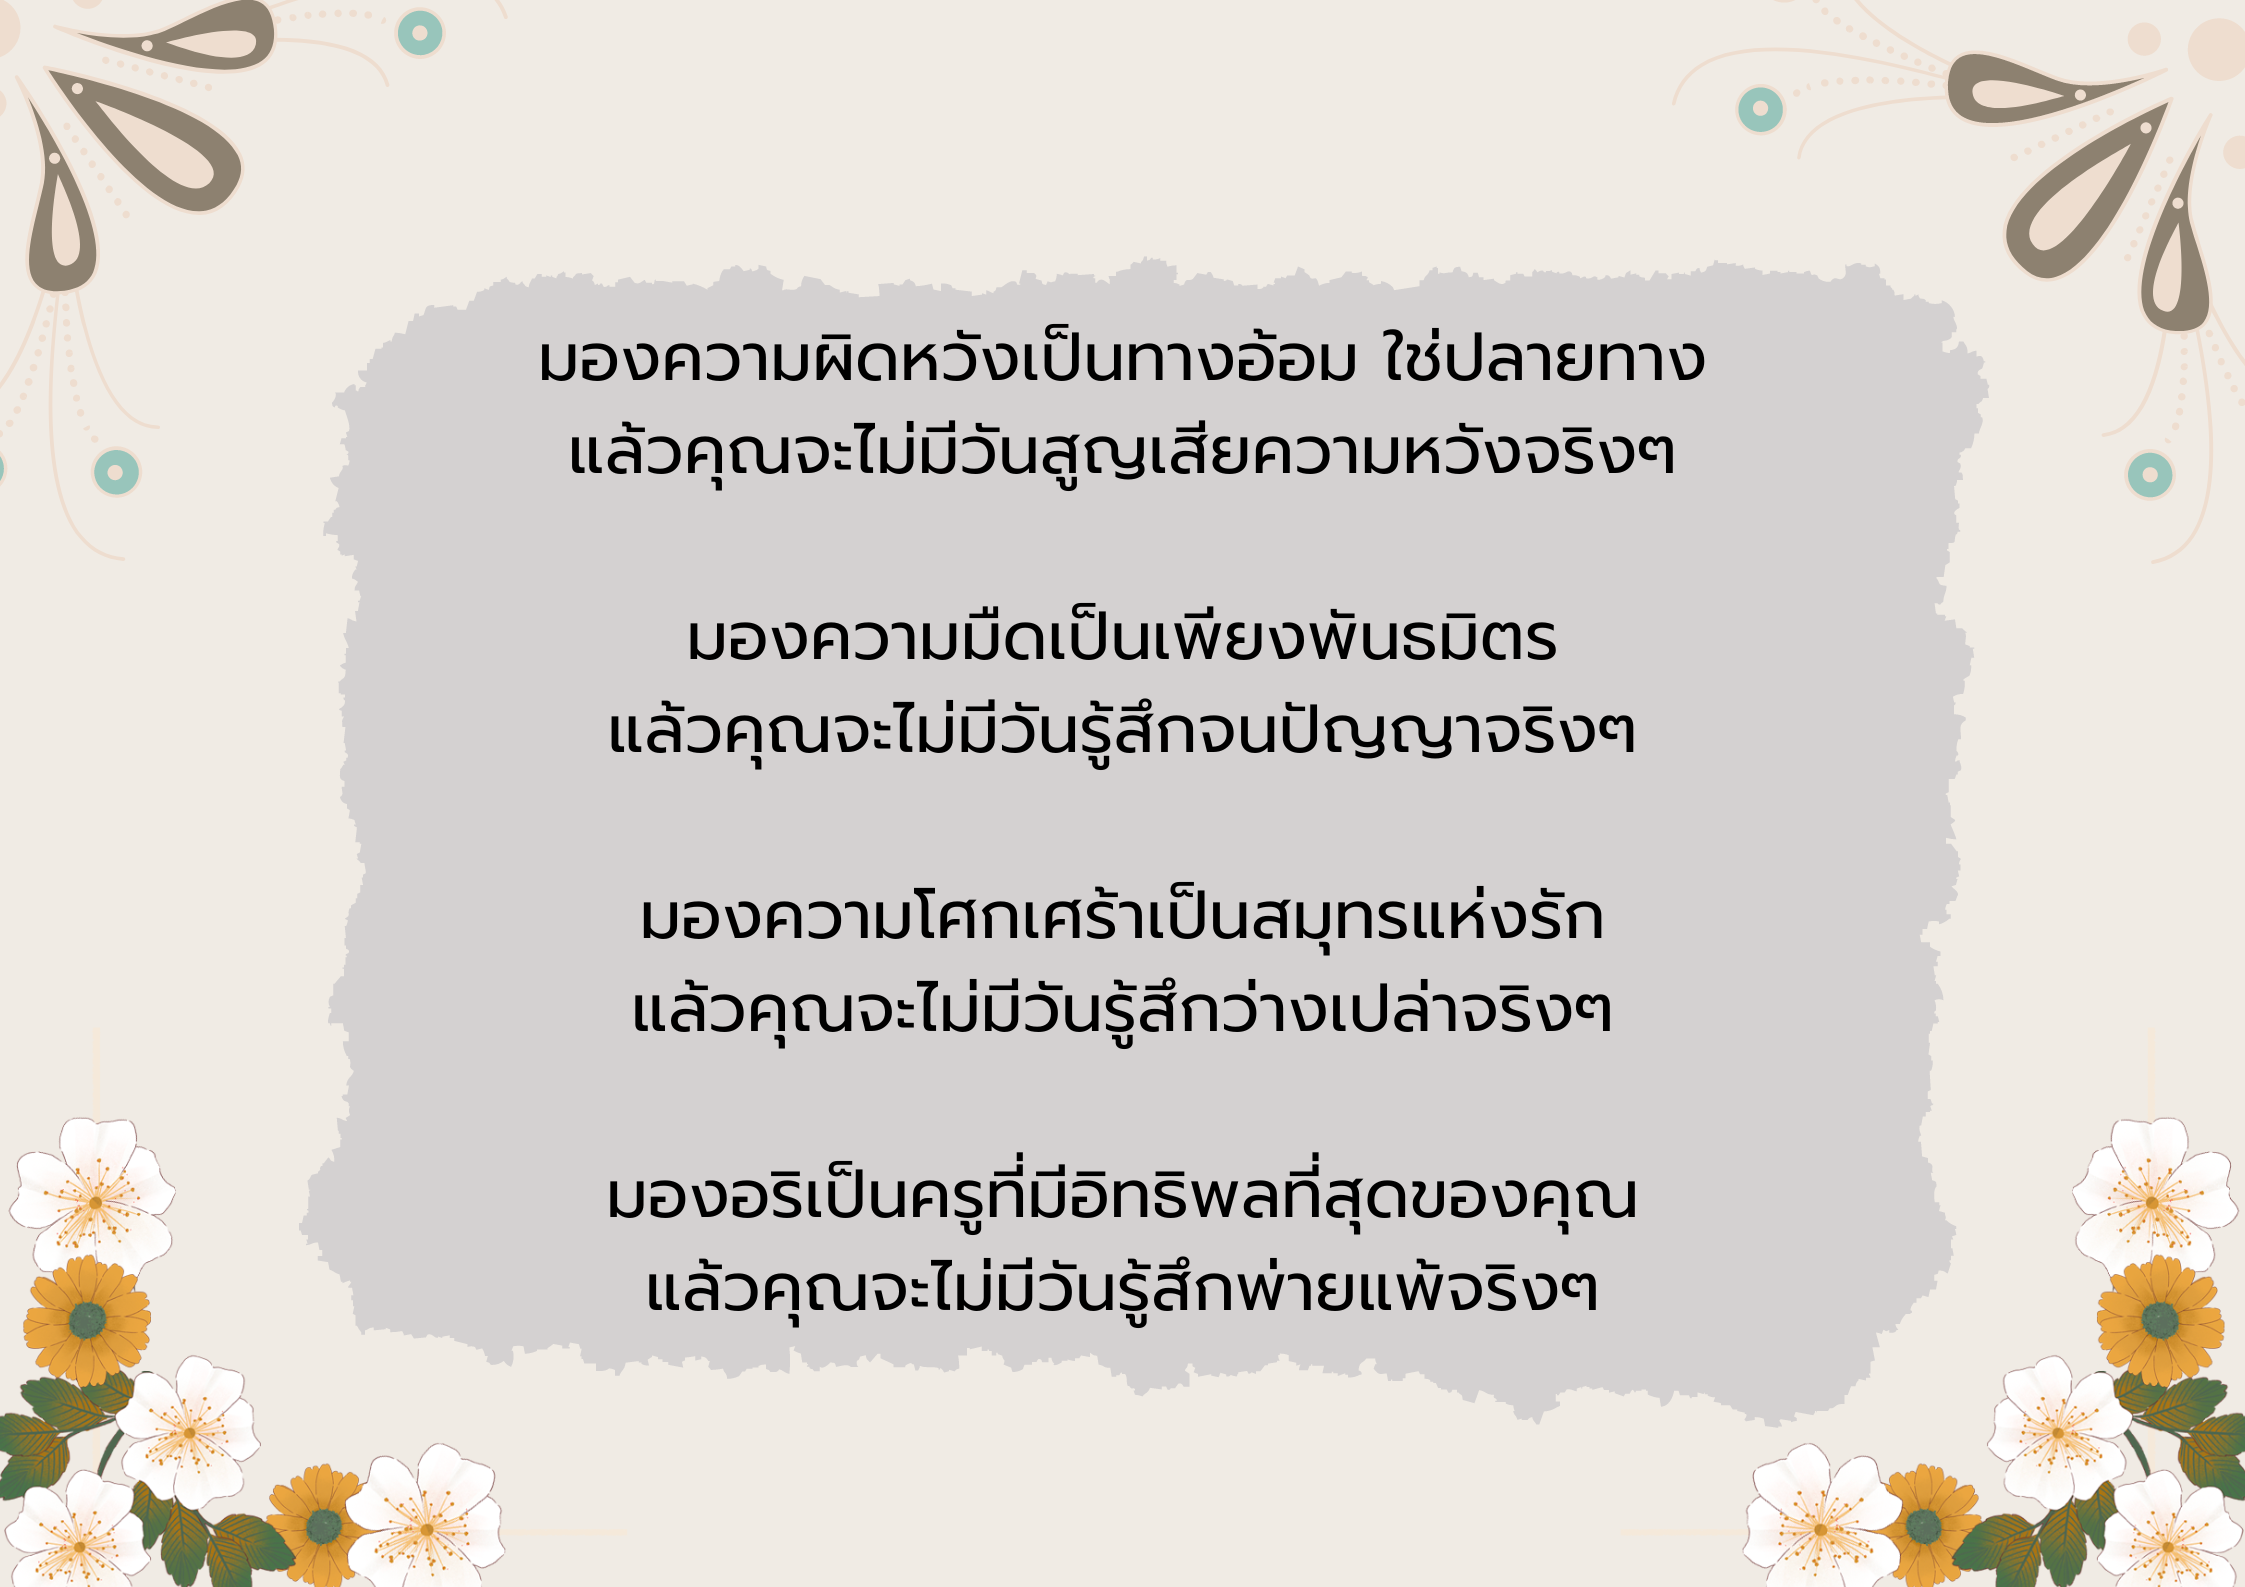 มองความผิดหวังเป็นทางอ้อม ใช่ปลายทาง
แล้วคุณจะไม่มีวันสูญเสียความหวังจริงๆ
มองความมืดเป็นเพียงพันธมิตร
แล้วคุณจะไม่มีวันรู้สึกจนปัญญาจริงๆ
มองความโศกเศร้าเป็นสมุทรแห่งรัก
แล้วคุณจะไม่มีวันรู้สึกว่างเปล่าจริงๆ
มองอริเป็นครูที่มีอิทธิพลที่สุดของคุณ
แล้วคุณจะไม่มีวันรู้สึกพ่ายแพ้จริงๆ